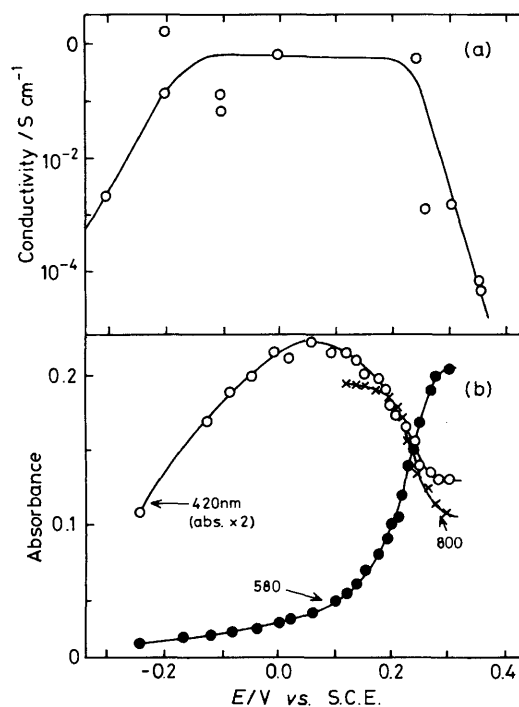 (a)
0
10⁻²
10⁻⁴
Conductivity / S cm⁻¹
(b)
0.2
0.1
0
Absorbance
420nm
(abs. ×2)
580
800
-0.2
0.0
0.2
0.4
E/V vs. S.C.E.